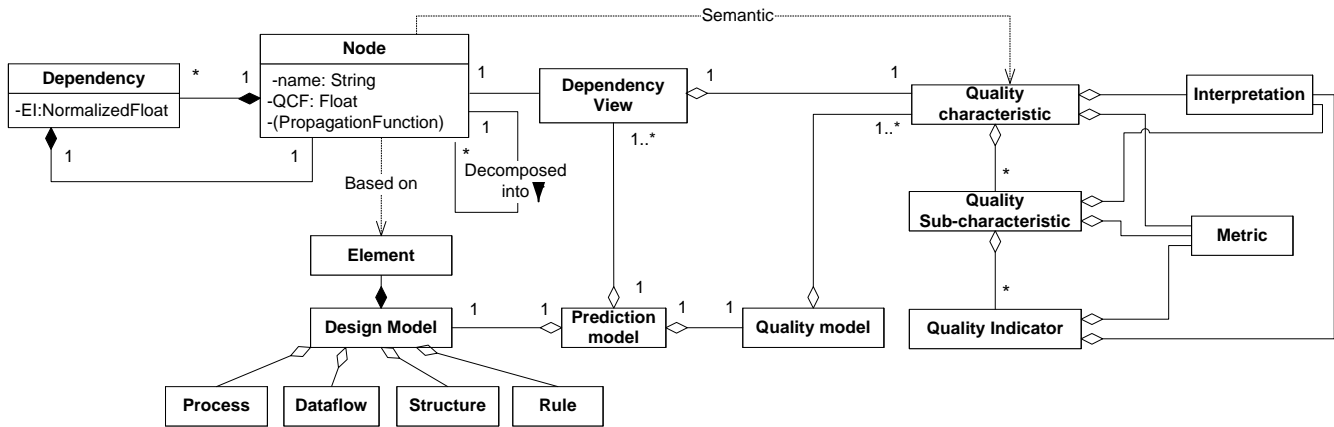 Semantic
Node
-name: String
-QCF: Float
-(PropagationFunction)
Dependency
-EI:NormalizedFloat
*
1
1
1
1
Dependency
View
1
1
Quality
characteristic
Interpretation
1
*
Decomposed
into
1..*
1..*
Based on
*
Quality
Sub-characteristic
Metric
Element
*
1
1
1
1
1
Design Model
Prediction
model
Quality model
Quality Indicator
Process
Dataflow
Structure
Rule